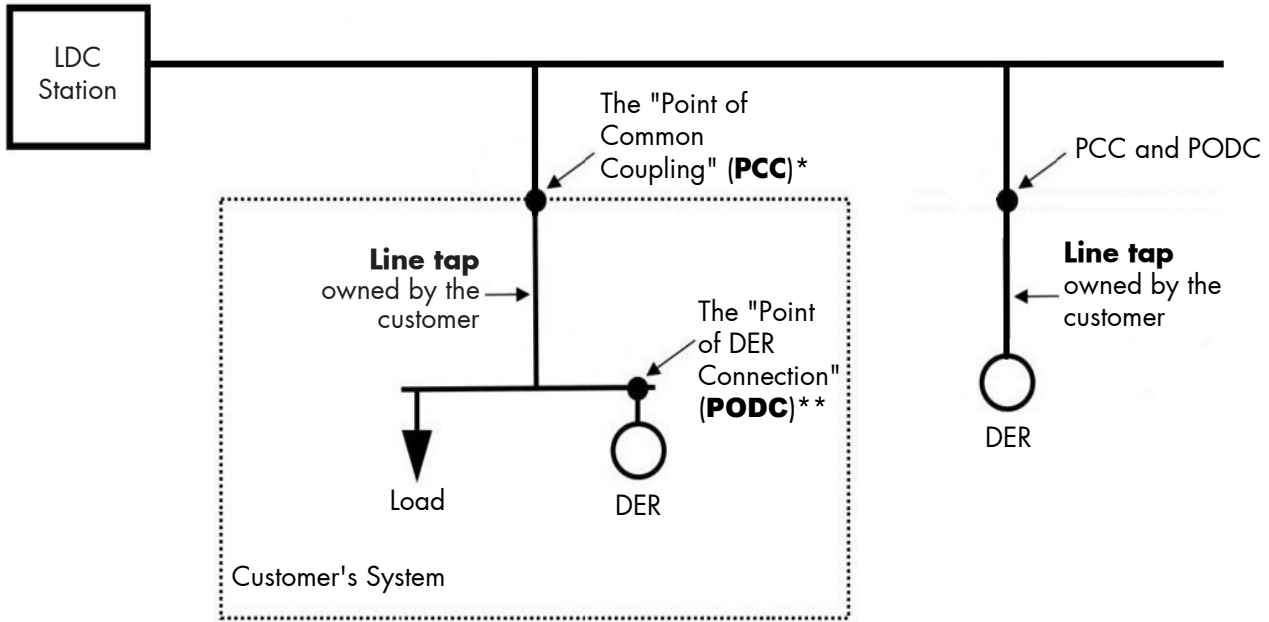 LDC
Station
The "Point of
Common
Coupling" (PCC)*
PCC and PODC
Line tap
owned by the
customer
Line tap
owned by the
customer
The "Point
of DER
Connection"
(PODC)**
Load
DER
DER
Customer's System